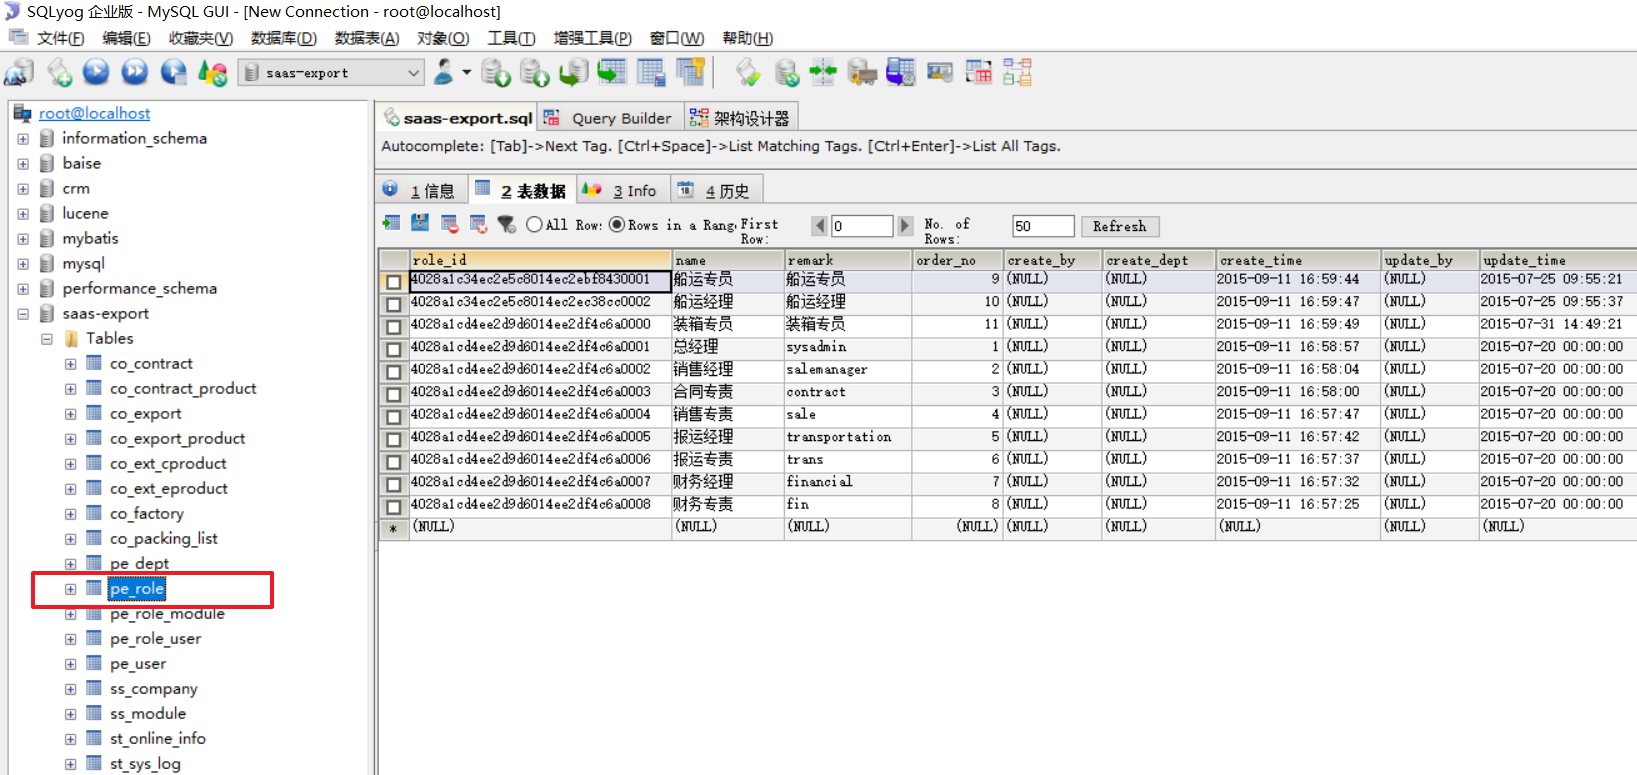 SQLyog 企业版 - MySQL GUI - [New Connection - root@localhost]
文件(F) 编辑(E) 收藏夹(V) 数据库(D) 数据表(A) 对象(O) 工具(T) 增强工具(P) 窗口(W) 帮助(H)
saas-export
root@localhost
information_schema
baise
crm
lucene
mybatis
mysql
performance_schema
saas-export
Tables
co_contract
co_contract_product
co_export
co_export_product
co_ext_cproduct
co_ext_eproduct
co_factory
co_packing_list
pe_dept
pe_role
pe_role_module
pe_role_user
pe_user
ss_company
ss_module
st_online_info
st_sys_log
saas-export.sql Query Builder 架构设计器
Autocomplete: [Tab]->Next Tag. [Ctrl+Space]->List Matching Tags. [Ctrl+Enter]->List All Tags.
1 信息 2 表数据 3 Info 4 历史
All Row: Rows in a Rang First Row: 0 No. of Rows: 50 Refresh
role_id name remark order_no create_by create_dept create_time update_by update_time
4028a1c34ec2e5c8014ec2ebf8430001 船运专员 船运专员 9 (NULL) (NULL) 2015-09-11 16:59:44 (NULL) 2015-07-25 09:55:21
4028a1c34ec2e5c8014ec2ec38cc0002 船运经理 船运经理 10 (NULL) (NULL) 2015-09-11 16:59:47 (NULL) 2015-07-25 09:55:37
4028a1cd4ee2d9d6014ee2df4c6a0000 装箱专员 装箱专员 11 (NULL) (NULL) 2015-09-11 16:59:49 (NULL) 2015-07-31 14:49:21
4028a1cd4ee2d9d6014ee2df4c6a0001 总经理 sysadmin 1 (NULL) (NULL) 2015-09-11 16:58:57 (NULL) 2015-07-20 00:00:00
4028a1cd4ee2d9d6014ee2df4c6a0002 销售经理 salemanager 2 (NULL) (NULL) 2015-09-11 16:58:04 (NULL) 2015-07-20 00:00:00
4028a1cd4ee2d9d6014ee2df4c6a0003 合同专责 contract 3 (NULL) (NULL) 2015-09-11 16:58:00 (NULL) 2015-07-20 00:00:00
4028a1cd4ee2d9d6014ee2df4c6a0004 销售专责 sale 4 (NULL) (NULL) 2015-09-11 16:57:47 (NULL) 2015-07-20 00:00:00
4028a1cd4ee2d9d6014ee2df4c6a0005 报运经理 transportation 5 (NULL) (NULL) 2015-09-11 16:57:42 (NULL) 2015-07-20 00:00:00
4028a1cd4ee2d9d6014ee2df4c6a0006 报运专责 trans 6 (NULL) (NULL) 2015-09-11 16:57:37 (NULL) 2015-07-20 00:00:00
4028a1cd4ee2d9d6014ee2df4c6a0007 财务经理 financial 7 (NULL) (NULL) 2015-09-11 16:57:32 (NULL) 2015-07-20 00:00:00
4028a1cd4ee2d9d6014ee2df4c6a0008 财务专责 fin 8 (NULL) (NULL) 2015-09-11 16:57:25 (NULL) 2015-07-20 00:00:00
* (NULL) (NULL) (NULL) (NULL) (NULL) (NULL) (NULL) (NULL) (NULL)